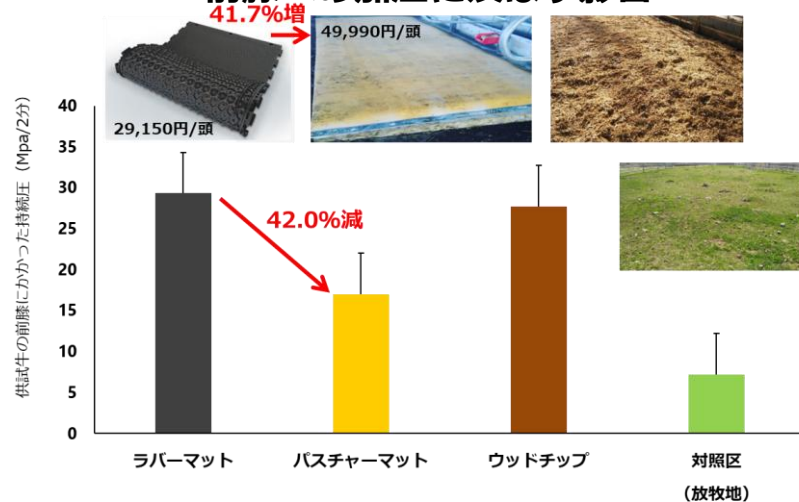 41.7%増
49,990円/頭
29,150円/頭
供試牛の前膝にかかった持続圧 (Mpa/2分)
40
35
30
25
20
15
10
5
0
42.0%減
ラバーマット
パスチャーマット
ウッドチップ
対照区
(放牧地)